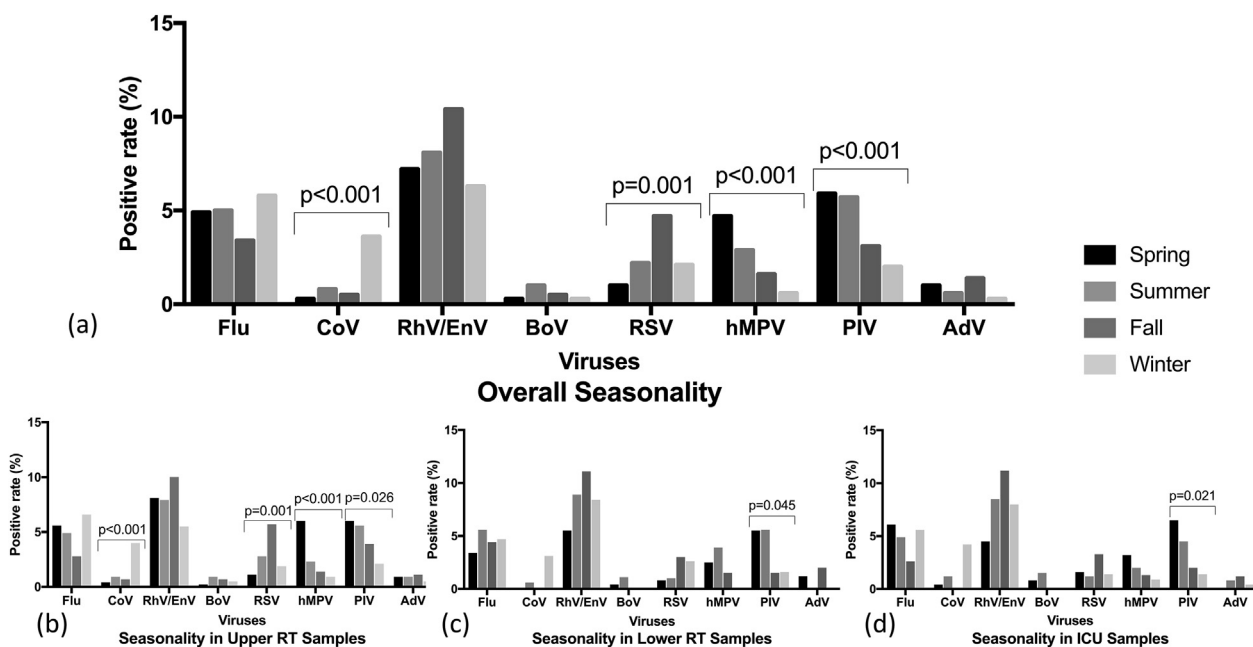 15
10
5
0
Positive rate (%)
p<0.001
p=0.001
p<0.001
p<0.001
Flu CoV RhV/EnV BoV RSV hMPV PIV AdV
Viruses
(a)
Overall Seasonality
Spring
Summer
Fall
Winter
15
10
5
0
Positive rate (%)
p<0.001
p=0.001
p<0.001
p=0.026
Flu CoV RhV/EnV BoV RSV hMPV PIV AdV
Viruses
(b)
Seasonality in Upper RT Samples
15
10
5
0
Positive rate (%)
p=0.045
Flu CoV RhV/EnV BoV RSV hMPV PIV AdV
Viruses
(c)
Seasonality in Lower RT Samples
15
10
5
0
Positive rate (%)
p=0.021
Flu CoV RhV/EnV BoV RSV hMPV PIV AdV
Viruses
(d)
Seasonality in ICU Samples